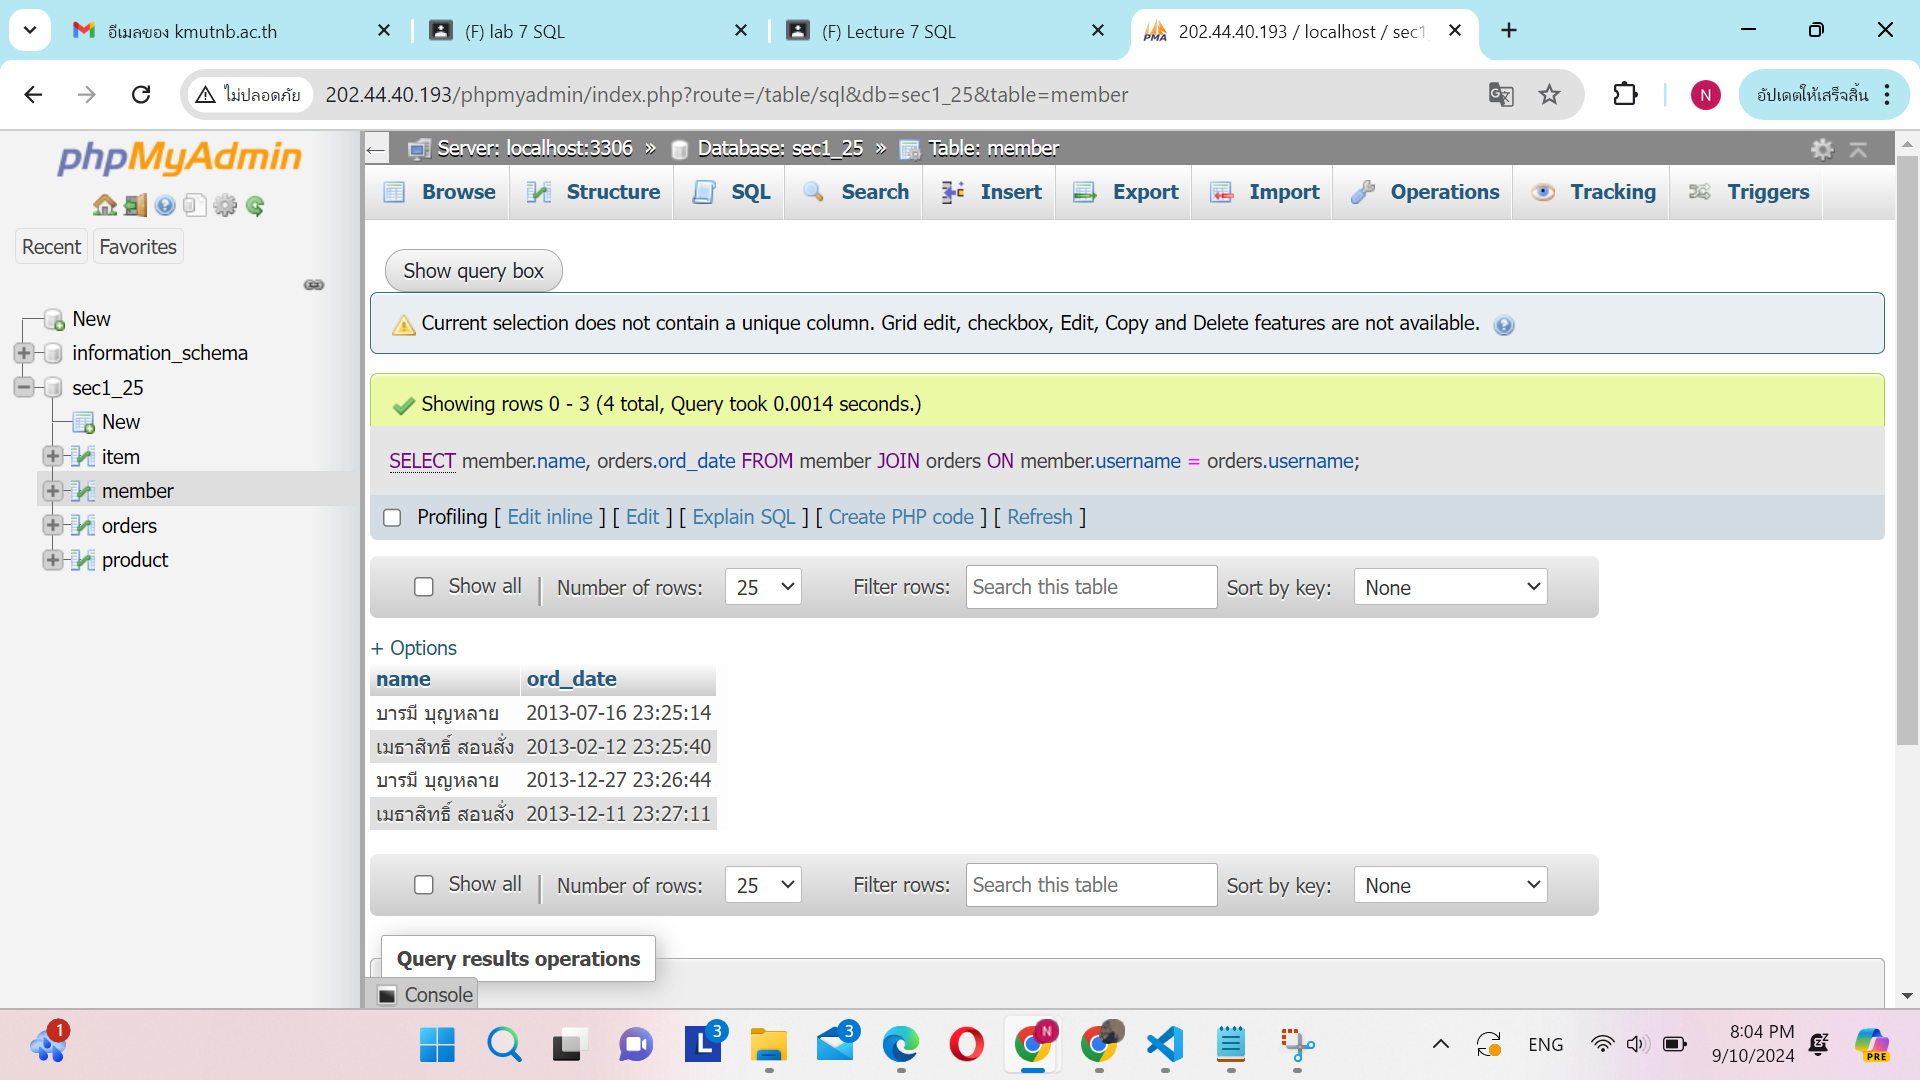 อีเมลของ kmutnb.ac.th
(F) lab 7 SQL
(F) Lecture 7 SQL
PMA
202.44.40.193 / localhost / sec1_
ไม่ปลอดภัย
202.44.40.193/phpmyadmin/index.php?route=/table/sql&db=sec1_25&table=member
N
อัปเดตให้เสร็จสิ้น
phpMyAdmin
Recent
Favorites
New
information_schema
sec1_25
New
item
member
orders
product
Server: localhost:3306 » Database: sec1_25 » Table: member
Browse
Structure
SQL
Search
Insert
Export
Import
Operations
Tracking
Triggers
Show query box
Current selection does not contain a unique column. Grid edit, checkbox, Edit, Copy and Delete features are not available.
Showing rows 0 - 3 (4 total, Query took 0.0014 seconds.)
SELECT member.name, orders.ord_date FROM member JOIN orders ON member.username = orders.username;
Profiling [ Edit inline ] [ Edit ] [ Explain SQL ] [ Create PHP code ] [ Refresh ]
Show all | Number of rows: 25 Filter rows: Search this table Sort by key: None
+ Options
name ord_date
บารมี บุญหลาย 2013-07-16 23:25:14
เมธาสิทธิ์ สอนสั่ง 2013-02-12 23:25:40
บารมี บุญหลาย 2013-12-27 23:26:44
เมธาสิทธิ์ สอนสั่ง 2013-12-11 23:27:11
Show all | Number of rows: 25 Filter rows: Search this table Sort by key: None
Query results operations
Console
1
L
3
3
N
ENG
8:04 PM
9/10/2024
PRE